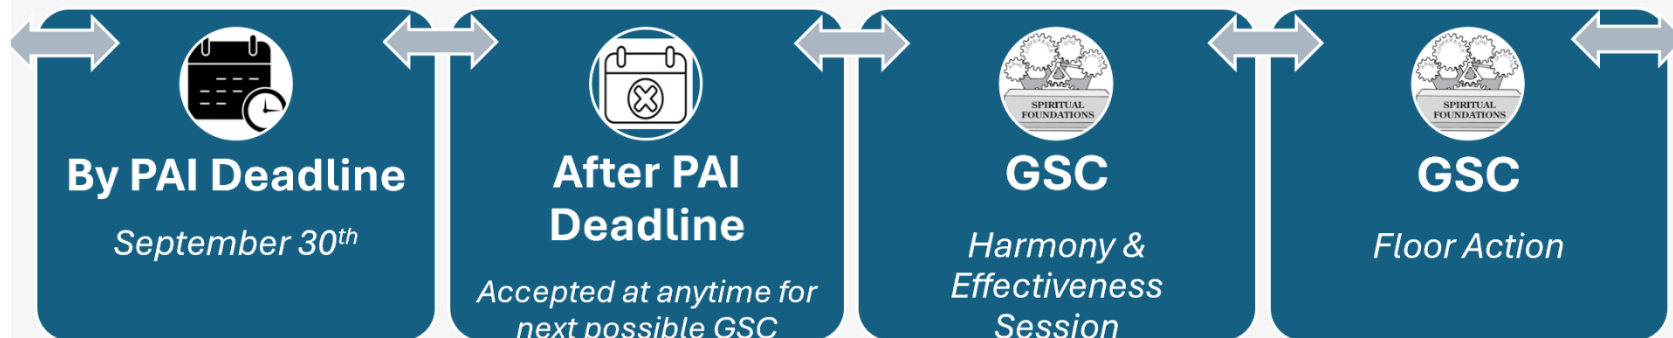 By PAI Deadline
September 30th
After PAI
Deadline
Accepted at anytime for
next possible GSC
SPIRITUAL
FOUNDATIONS
GSC
Harmony &
Effectiveness
Session
SPIRITUAL
FOUNDATIONS
GSC
Floor Action